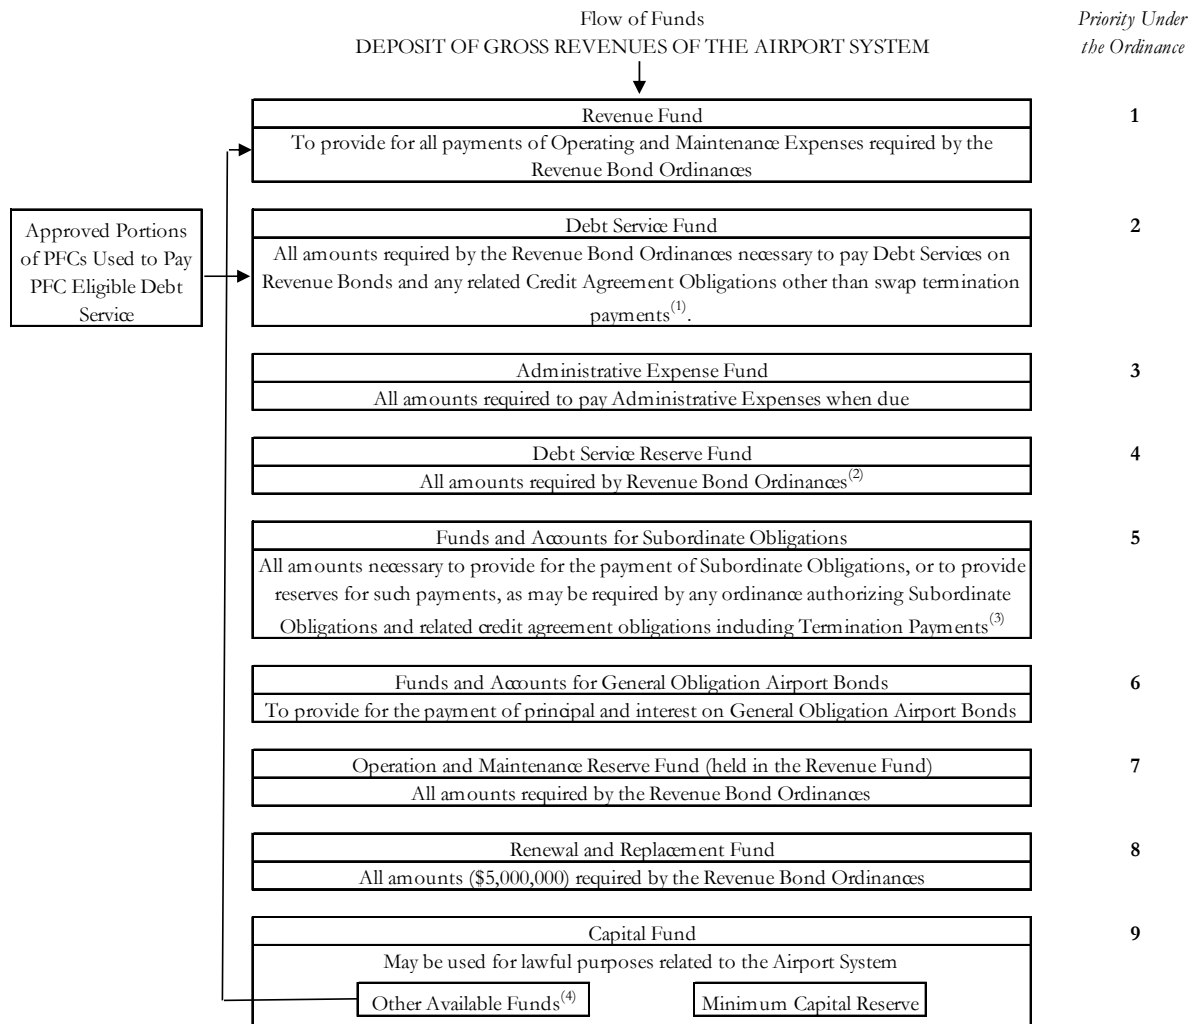 Flow of Funds
DEPOSIT OF GROSS REVENUES OF THE AIRPORT SYSTEM
Priority Under
the Ordinance
Revenue Fund
1
To provide for all payments of Operating and Maintenance Expenses required by the
Revenue Bond Ordinances
Approved Portions
of PFCs Used to Pay
PFC Eligible Debt
Service
Debt Service Fund
2
All amounts required by the Revenue Bond Ordinances necessary to pay Debt Services on
Revenue Bonds and any related Credit Agreement Obligations other than swap termination
payments(1).
Administrative Expense Fund
3
All amounts required to pay Administrative Expenses when due
Debt Service Reserve Fund
4
All amounts required by Revenue Bond Ordinances(2)
Funds and Accounts for Subordinate Obligations
5
All amounts necessary to provide for the payment of Subordinate Obligations, or to provide
reserves for such payments, as may be required by any ordinance authorizing Subordinate
Obligations and related credit agreement obligations including Termination Payments(3)
Funds and Accounts for General Obligation Airport Bonds
6
To provide for the payment of principal and interest on General Obligation Airport Bonds
Operation and Maintenance Reserve Fund (held in the Revenue Fund)
7
All amounts required by the Revenue Bond Ordinances
Renewal and Replacement Fund
8
All amounts ($5,000,000) required by the Revenue Bond Ordinances
Capital Fund
9
May be used for lawful purposes related to the Airport System
Other Available Funds(4)
Minimum Capital Reserve